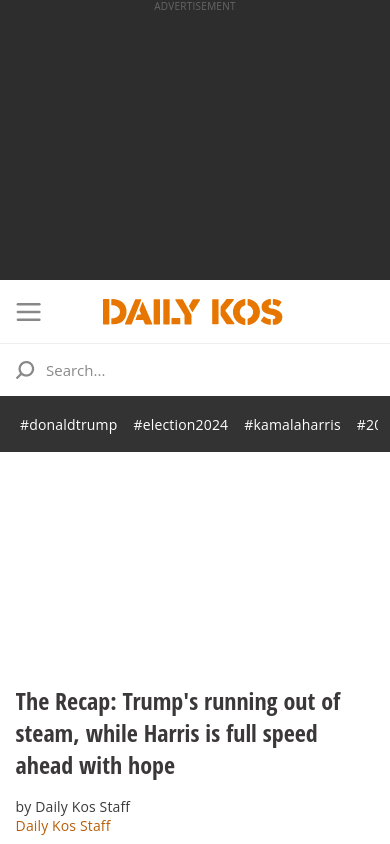 ADVERTISEMENT
DAILY KOS
Search...
#donaldtrump #election2024 #kamalaharris
The Recap: Trump's running out of
steam, while Harris is full speed
ahead with hope
by Daily Kos Staff
Daily Kos Staff